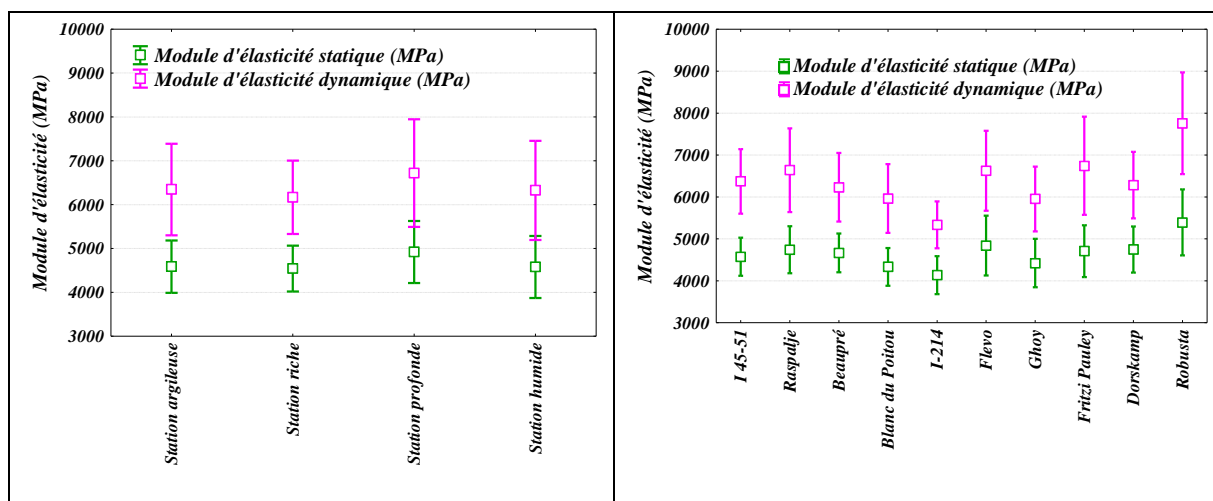 10000
9000
8000
7000
6000
5000
4000
3000
Module d'élasticité (MPa)
Module d'élasticité statique (MPa)
Module d'élasticité dynamique (MPa)
Station argileuse
Station riche
Station profonde
Station humide
10000
9000
8000
7000
6000
5000
4000
3000
Module d'élasticité (MPa)
Module d'élasticité statique (MPa)
Module d'élasticité dynamique (MPa)
I 45-51
Raspalje
Beaupré
Blanc du Poitou
I-214
Flevo
Ghoy
Fritzi Pauley
Dorskamp
Robusta